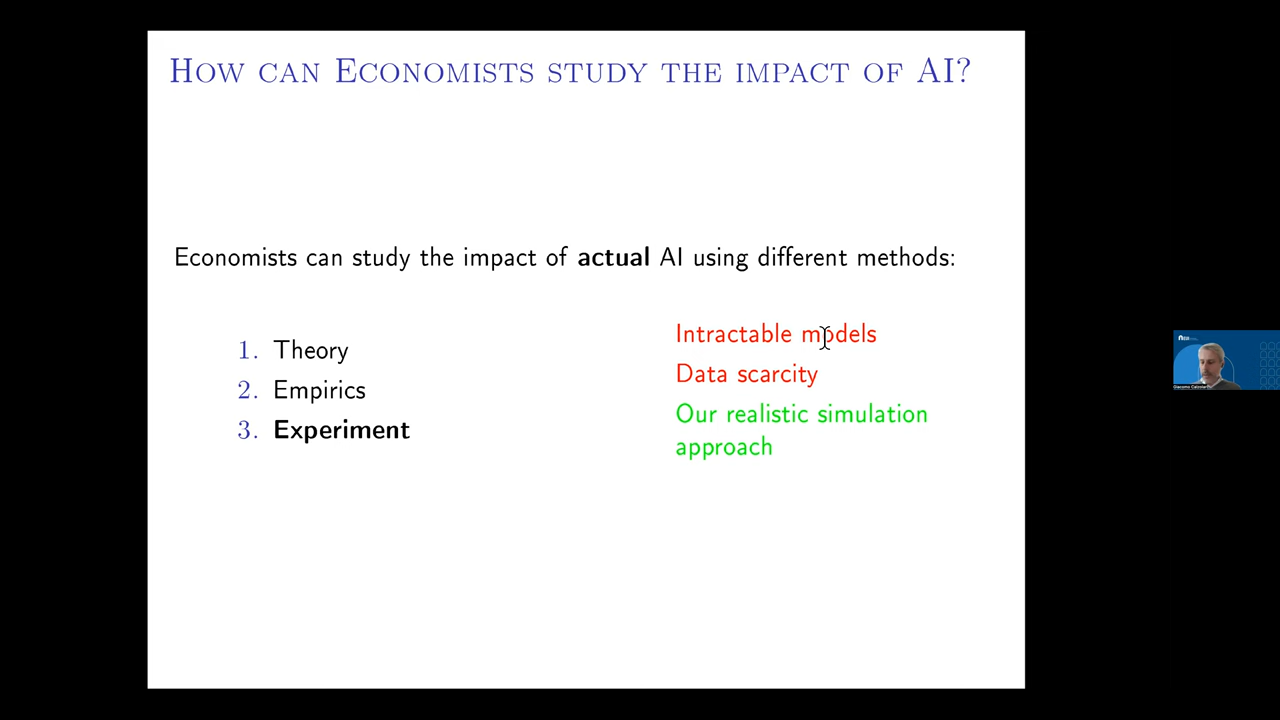 How can Economists study the impact of AI?
Economists can study the impact of actual AI using different methods:
1. Theory
2. Empirics
3. Experiment
Intractable models
Data scarcity
Our realistic simulation
approach